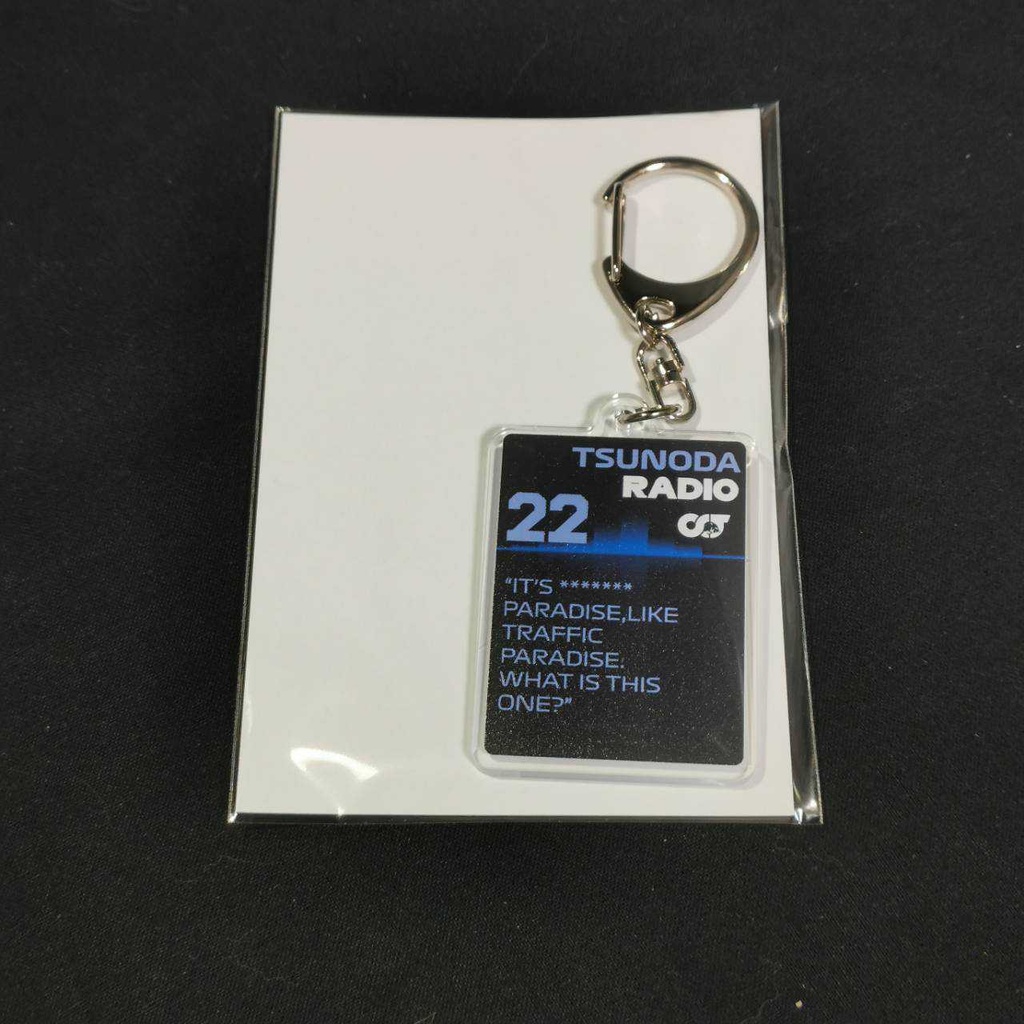 TSUNODA
RADIO
22
"IT'S *******
PARADISE,LIKE
TRAFFIC
PARADISE.
WHAT IS THIS
ONE?"